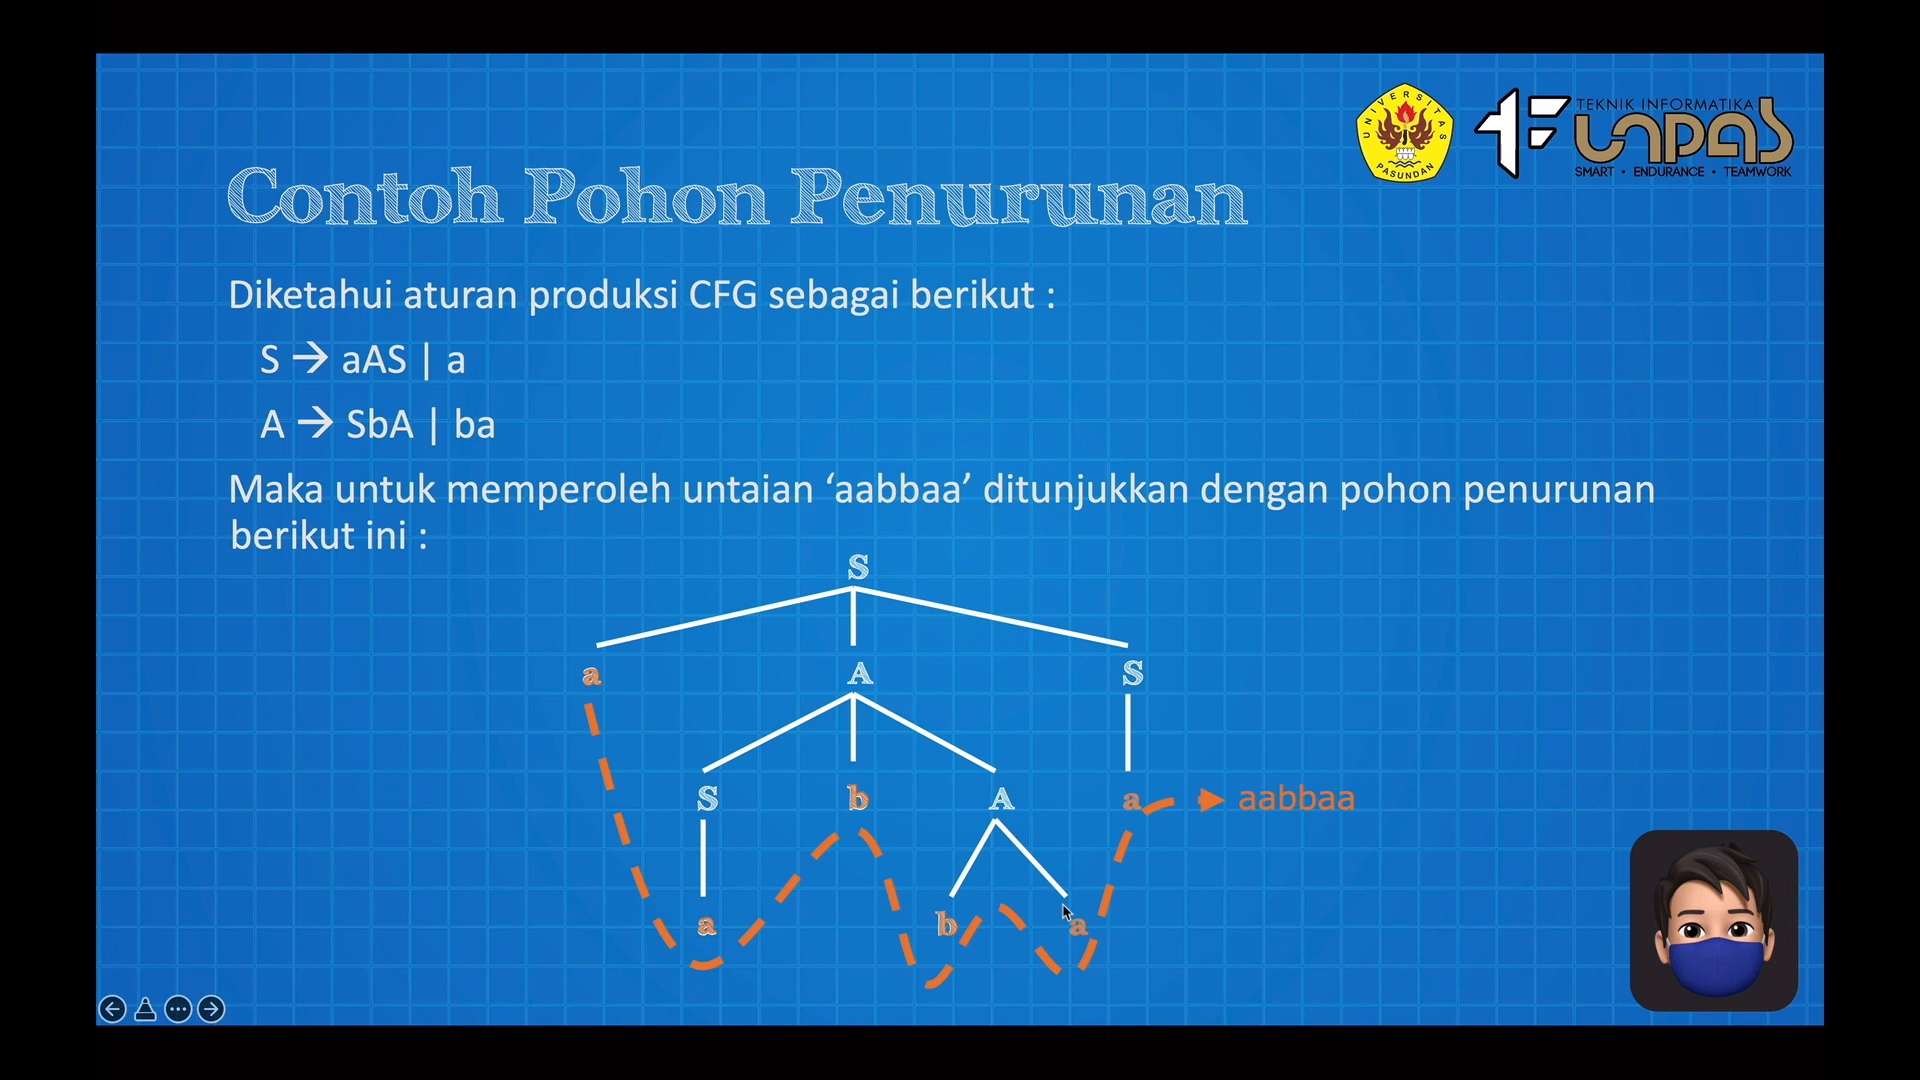 UNIVERSITAS
PASUNDAN
TEKNIK INFORMATIKA
UNPAS
SMART • ENDURANCE • TEAMWORK
Contoh Pohon Penurunan
Diketahui aturan produksi CFG sebagai berikut :
S → aAS | a
A → SbA | ba
Maka untuk memperoleh untaian ‘aabbaa’ ditunjukkan dengan pohon penurunan
berikut ini :
S
a A S
S b A a aabbaa
a b a